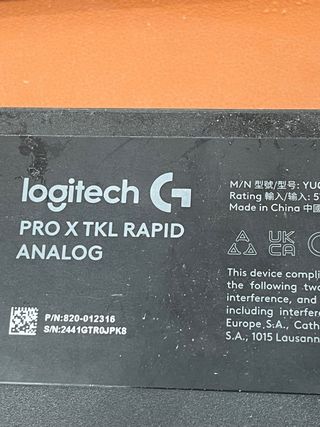 logitech G
PRO X TKL RAPID
ANALOG
P/N:820-012316
S/N:2441GTR0JPK8
M/N 型號/型号: YU0
Rating 輸入/输入: 5
Made in China 中國
UK
CA
This device compli
the following two
interference, and
including interfere
Europe S.A., Cath
S.A., 1015 Lausann